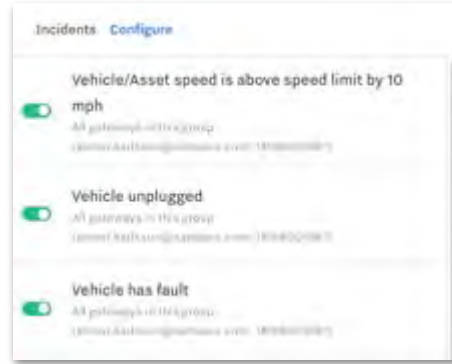 Incidents Configure
Vehicle/Asset speed is above speed limit by 10
mph
All gateways in this group
Vehicle unplugged
All gateways in this group
Vehicle has fault
All gateways in this group